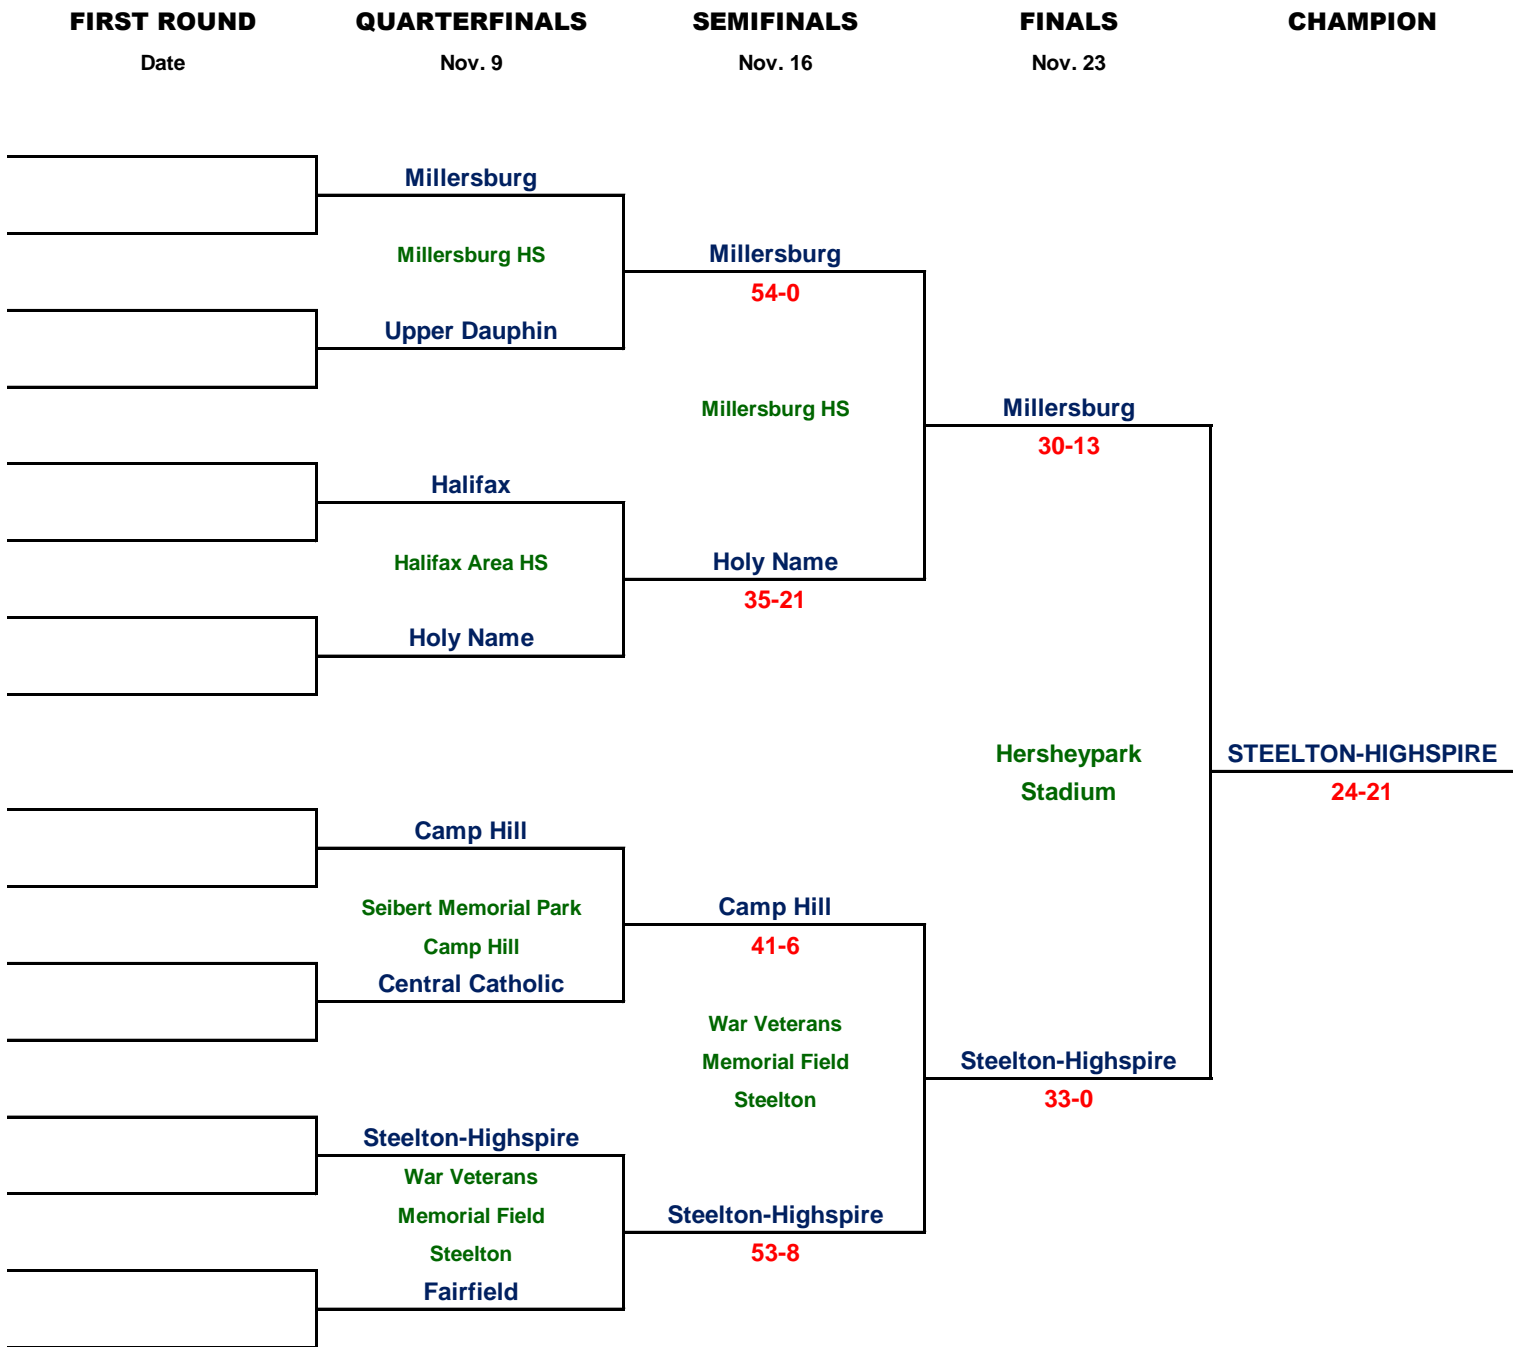 FIRST ROUND QUARTERFINALS SEMIFINALS FINALS CHAMPION
Date Nov. 9 Nov. 16 Nov. 23
Millersburg
Millersburg HS
Upper Dauphin
Millersburg
54-0
Millersburg HS
Halifax
Halifax Area HS
Holy Name
Holy Name
35-21
Millersburg
30-13
Hersheypark
Stadium
STEELTON-HIGHSPIRE
24-21
Camp Hill
Seibert Memorial Park
Camp Hill
Central Catholic
Camp Hill
41-6
War Veterans
Memorial Field
Steelton
Steelton-Highspire
33-0
Steelton-Highspire
War Veterans
Memorial Field
Steelton
Fairfield
Steelton-Highspire
53-8